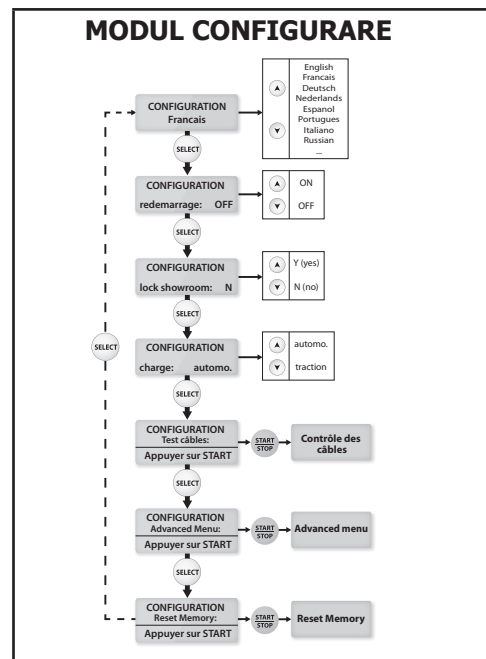 MODUL CONFIGURARE
CONFIGURATION
Francais
English
Francais
Deutsch
Nederlands
Espanol
Portugues
Italiano
Russian
...
SELECT
CONFIGURATION
redemarrage: OFF
ON
OFF
SELECT
CONFIGURATION
lock showroom: N
Y (yes)
N (no)
SELECT
CONFIGURATION
charge: automo.
automo.
traction
SELECT
SELECT
CONFIGURATION
Test câbles:
Appuyer sur START
START
STOP
Contrôle des
câbles
SELECT
CONFIGURATION
Advanced Menu:
Appuyer sur START
START
STOP
Advanced menu
SELECT
CONFIGURATION
Reset Memory:
Appuyer sur START
START
STOP
Reset Memory